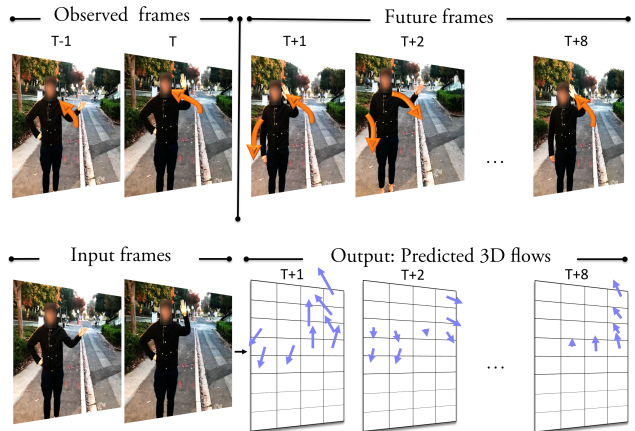 Observed frames
Future frames
T-1
T
T+1
T+2
T+8
...
Input frames
Output: Predicted 3D flows
T+1
T+2
T+8
...